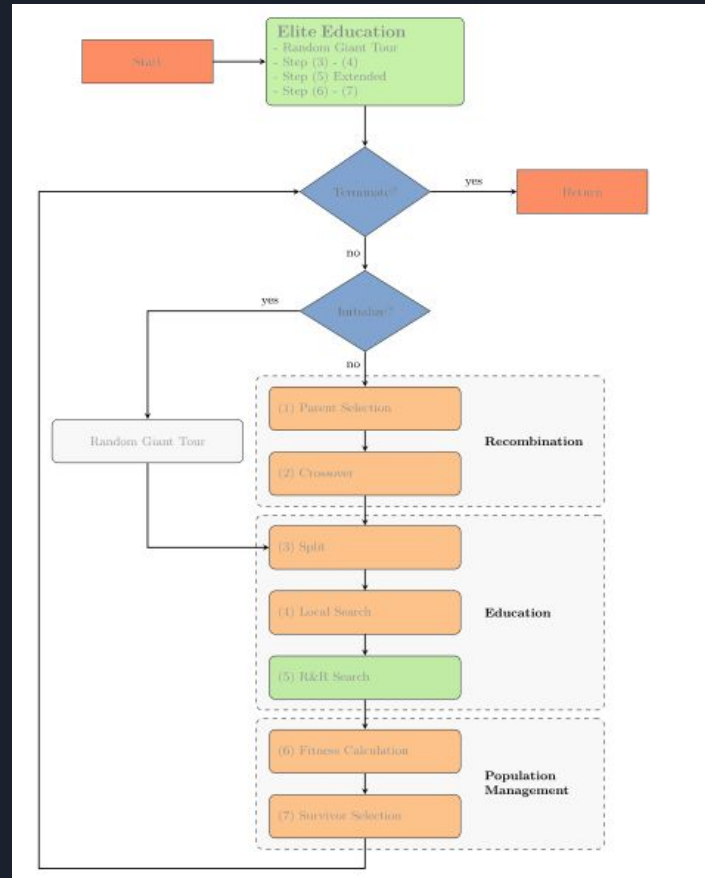 Elite Education
- Random Giant Tour
- Step (3) - (4)
- Step (5) Extended
- Step (6) - (7)
Start
Terminate?
yes
Return
no
Initialize?
yes
no
(1) Parent Selection
Recombination
(2) Crossover
Random Giant Tour
(3) Split
(4) Local Search
Education
(5) R&R Search
(6) Fitness Calculation
Population
Management
(7) Survivor Selection